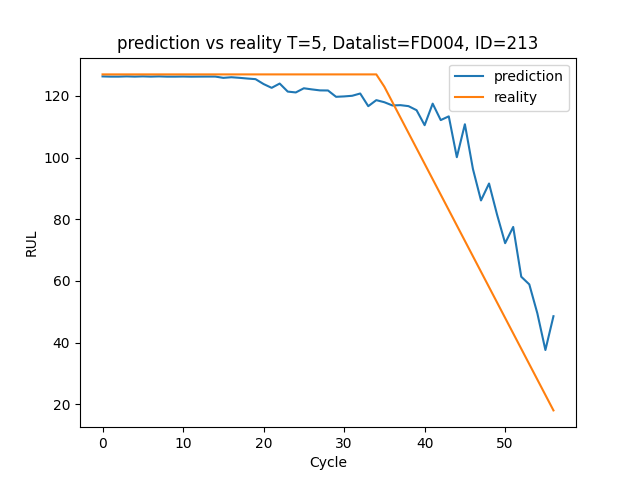 prediction vs reality T=5, Datalist=FD004, ID=213
prediction
reality
RUL
120
100
80
60
40
20
0 10 20 30 40 50
Cycle